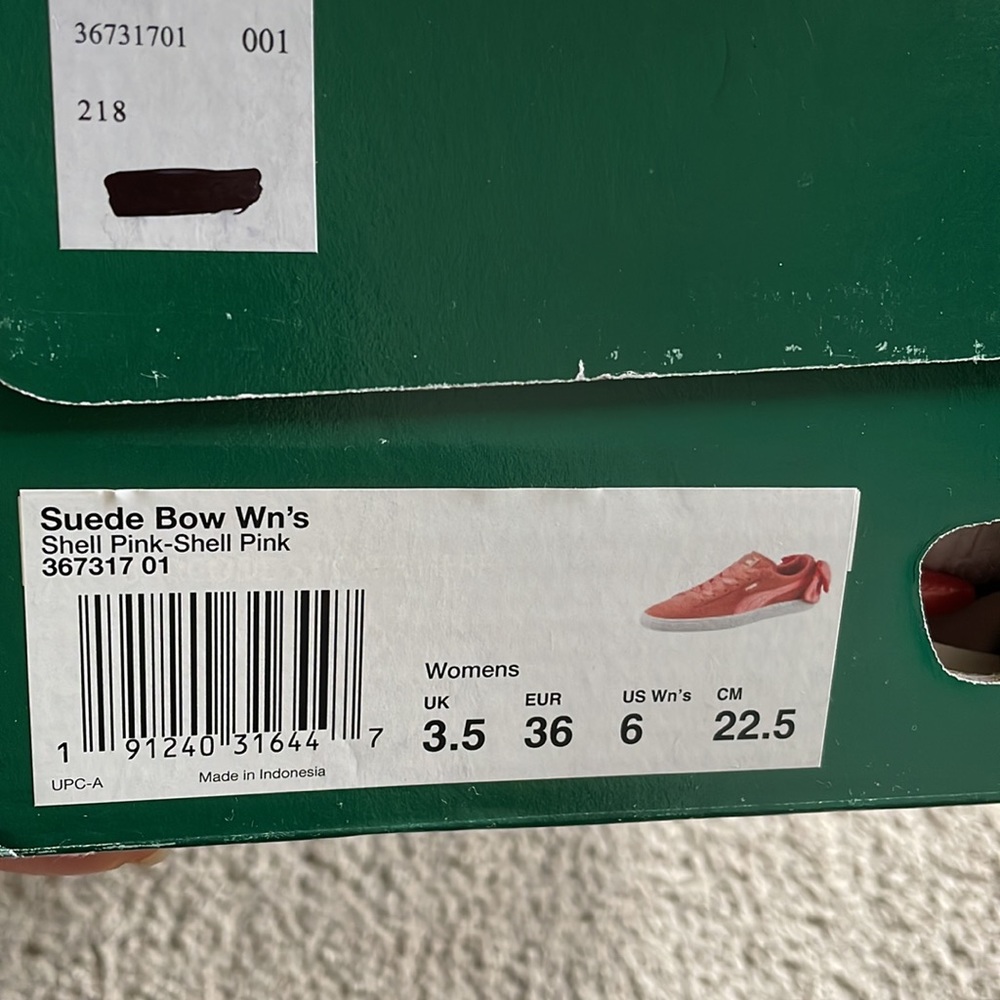 36731701 001
218
Suede Bow Wn's
Shell Pink-Shell Pink
367317 01
Womens
UK EUR US Wn's CM
3.5 36 6 22.5
1 91240 31644 7
UPC-A Made in Indonesia